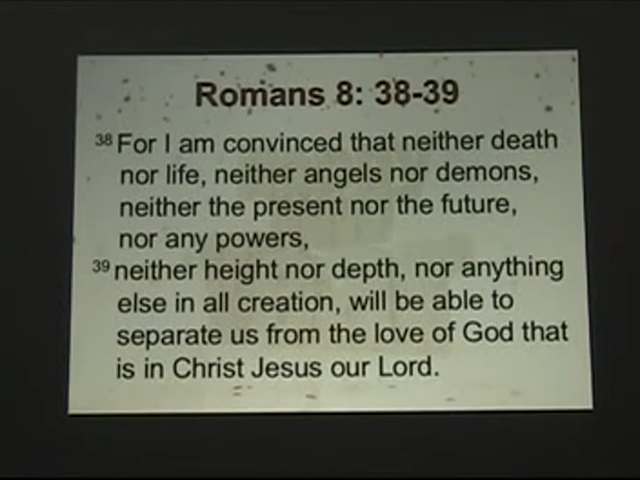 Romans 8: 38-39
38 For I am convinced that neither death
nor life, neither angels nor demons,
neither the present nor the future,
nor any powers,
39 neither height nor depth, nor anything
else in all creation, will be able to
separate us from the love of God that
is in Christ Jesus our Lord.